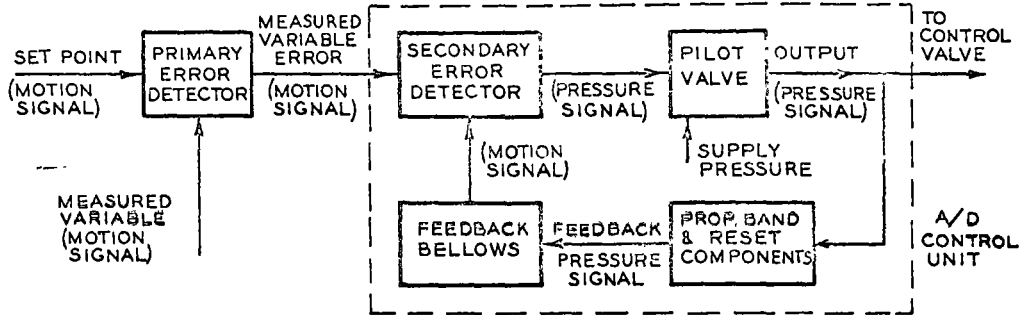 SET POINT
(MOTION
SIGNAL)
PRIMARY
ERROR
DETECTOR
MEASURED
VARIABLE
ERROR
(MOTION
SIGNAL)
MEASURED
VARIABLE
(MOTION
SIGNAL)
SECONDARY
ERROR
DETECTOR
(PRESSURE
SIGNAL)
PILOT
VALVE
OUTPUT
(PRESSURE
SIGNAL)
TO
CONTROL
VALVE
SUPPLY
PRESSURE
(MOTION
SIGNAL)
FEEDBACK
BELLOWS
FEEDBACK
PRESSURE
SIGNAL
PROP. BAND
& RESET
COMPONENTS
A/D
CONTROL
UNIT